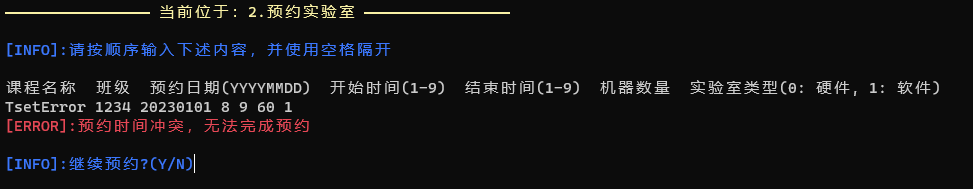 当前位于: 2.预约实验室
[INFO]:请按顺序输入下述内容, 并使用空格隔开
课程名称 班级 预约日期(YYYYMMDD) 开始时间(1-9) 结束时间(1-9) 机器数量 实验室类型(0: 硬件, 1: 软件)
TsetError 1234 20230101 8 9 60 1
[ERROR]:预约时间冲突, 无法完成预约
[INFO]:继续预约?(Y/N)